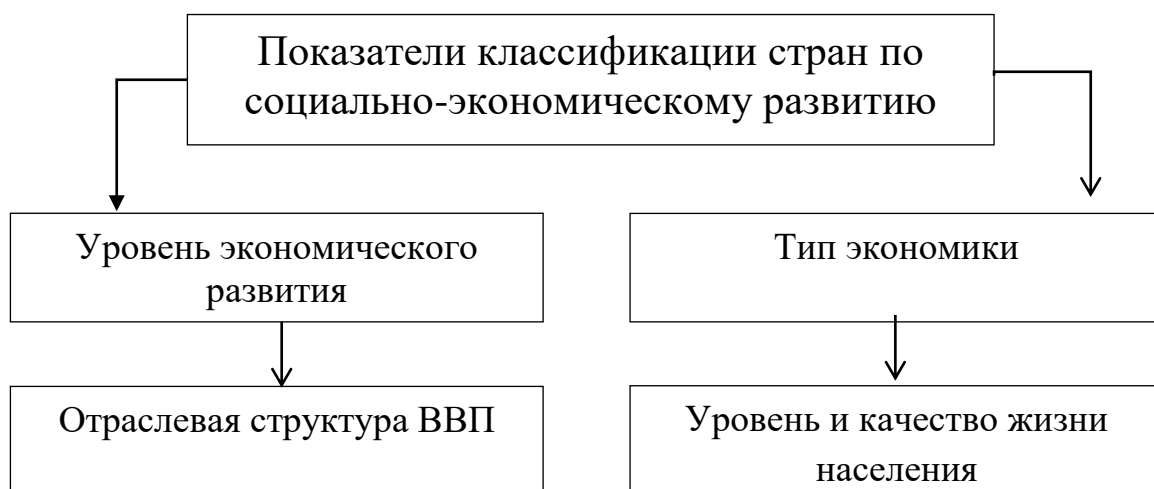 Показатели классификации стран по
социально-экономическому развитию
Уровень экономического
развития
Тип экономики
Отраслевая структура ВВП
Уровень и качество жизни
населения